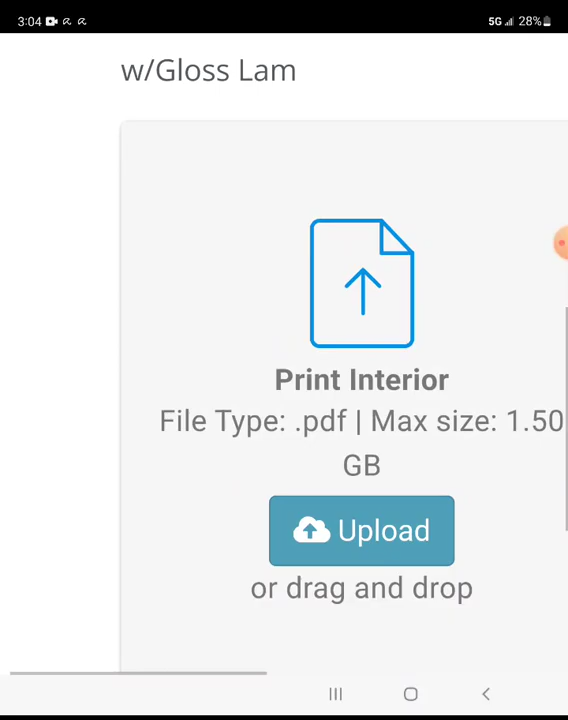 3:04
5G 28%
w/Gloss Lam
Print Interior
File Type: .pdf | Max size: 1.50
GB
Upload
or drag and drop